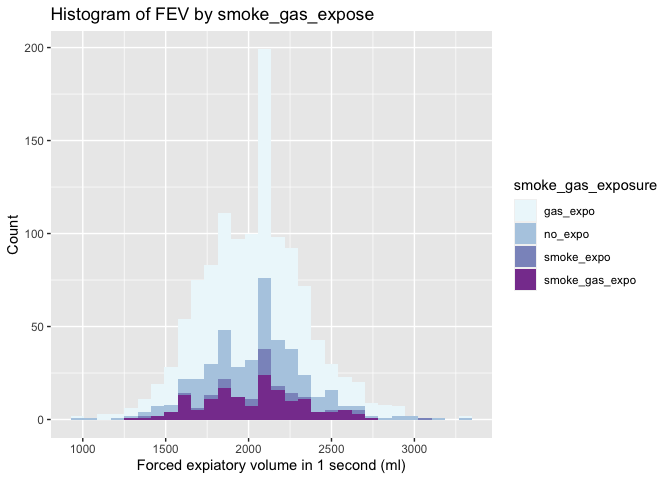 Histogram of FEV by smoke_gas_expose
200
150
100
50
0
Count
1000 1500 2000 2500 3000
Forced expiatory volume in 1 second (ml)
smoke_gas_exposure
gas_expo
no_expo
smoke_expo
smoke_gas_expo